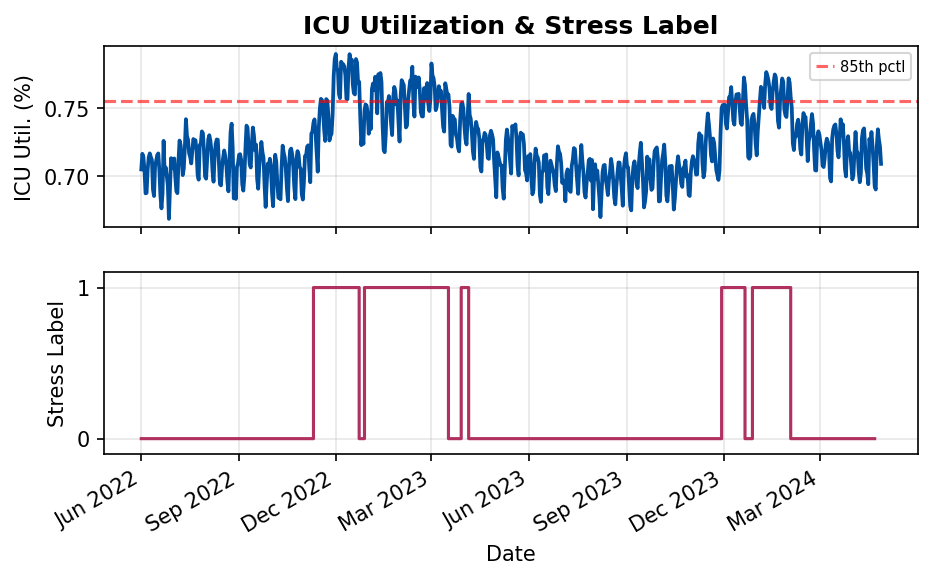 ICU Utilization & Stress Label
ICU Util. (%)
0.75
0.70
85th pctl
Stress Label
1
0
Jun 2022
Sep 2022
Dec 2022
Mar 2023
Jun 2023
Sep 2023
Dec 2023
Mar 2024
Date